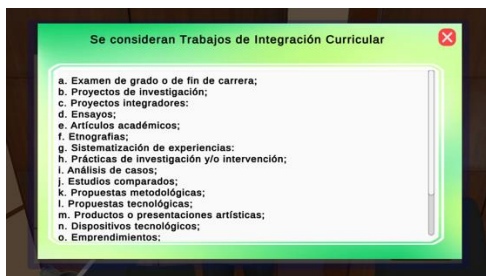 Se consideran Trabajos de Integración Curricular
a. Examen de grado o de fin de carrera;
b. Proyectos de investigación;
c. Proyectos integradores:
d. Ensayos;
e. Artículos académicos;
f. Etnografías;
g. Sistematización de experiencias:
h. Prácticas de investigación y/o intervención;
i. Análisis de casos;
j. Estudios comparados;
k. Propuestas metodológicas;
l. Propuestas tecnológicas;
m. Productos o presentaciones artísticas;
n. Dispositivos tecnológicos;
o. Emprendimientos;